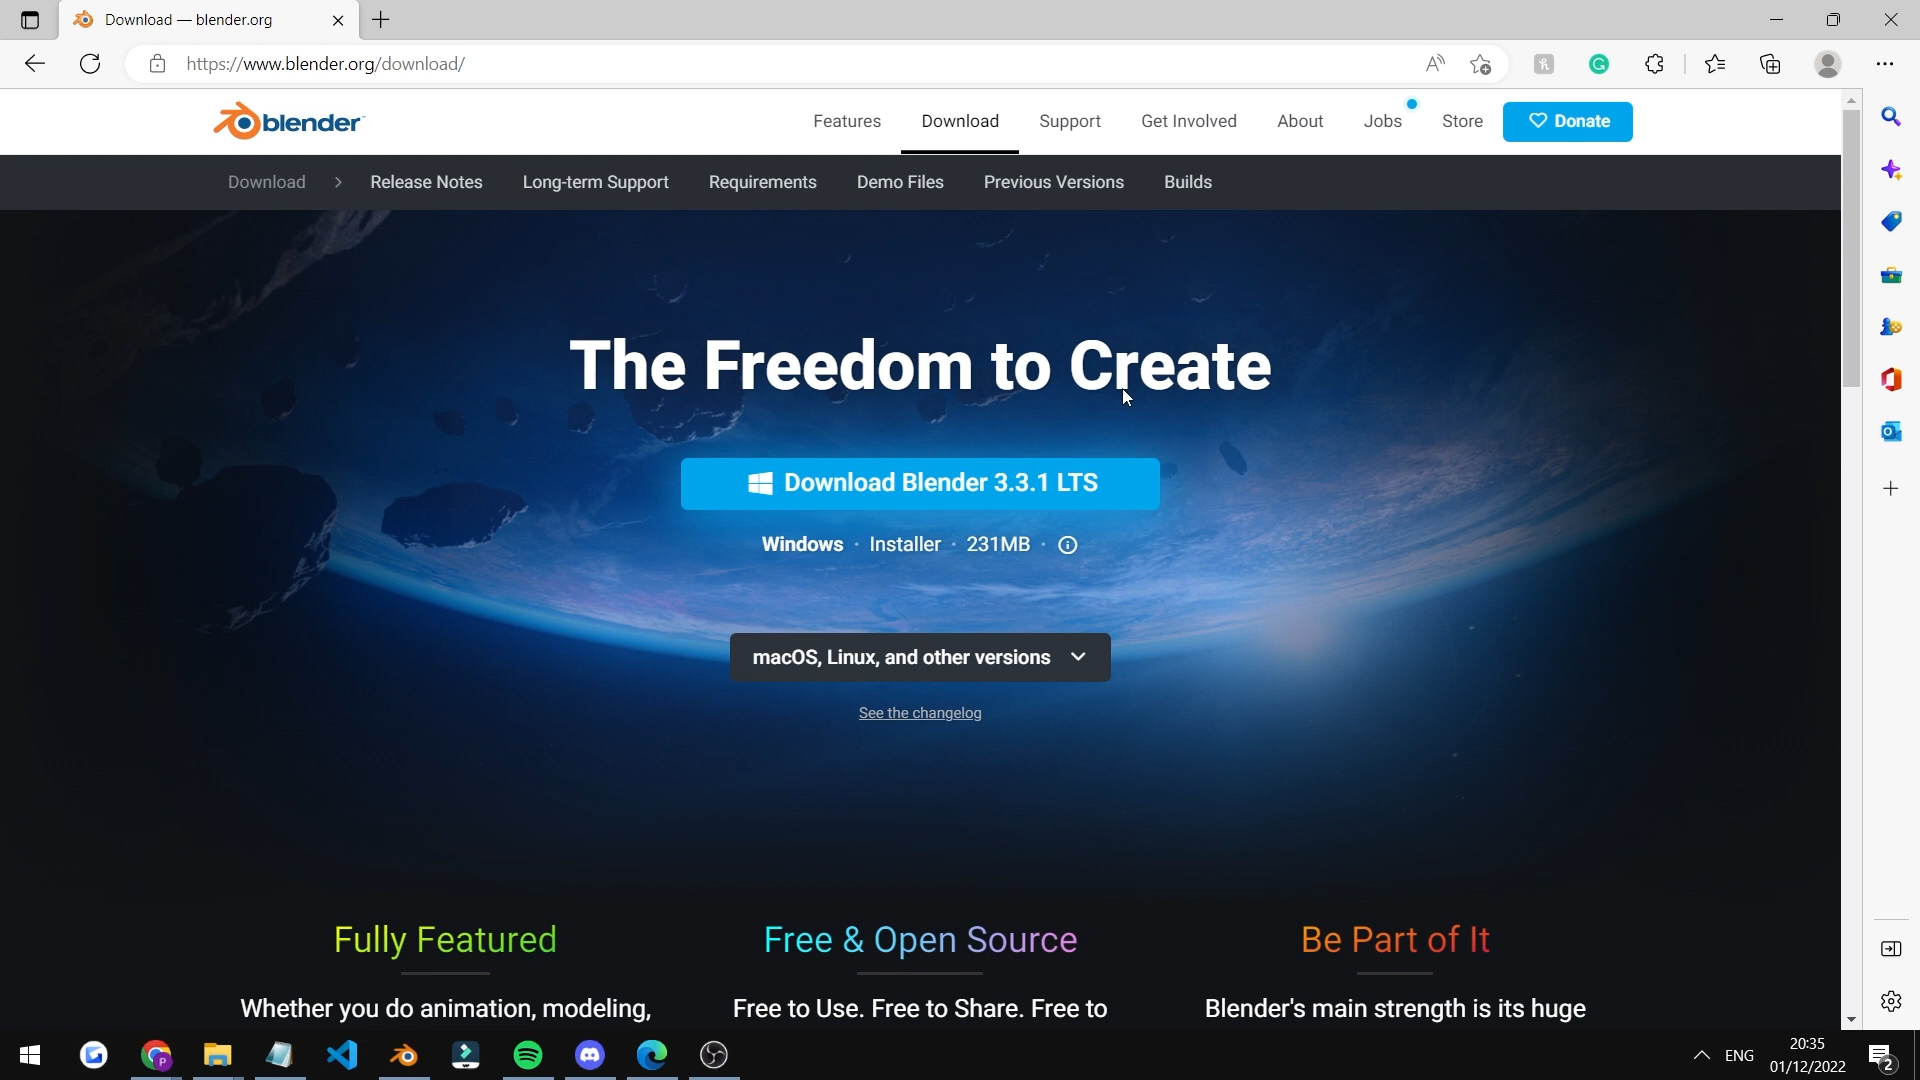 Download — blender.org
https://www.blender.org/download/
blender
Features Download Support Get Involved About Jobs Store Donate
Download Release Notes Long-term Support Requirements Demo Files Previous Versions Builds
The Freedom to Create
Download Blender 3.3.1 LTS
Windows · Installer · 231MB ·
macOS, Linux, and other versions
See the changelog
Fully Featured
Whether you do animation, modeling,
Free & Open Source
Free to Use. Free to Share. Free to
Be Part of It
Blender's main strength is its huge
ENG
20:35
01/12/2022
2